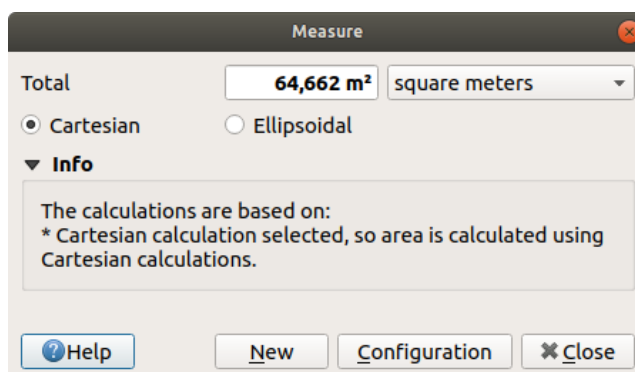 Measure
Total 64,662 m² square meters
Cartesian Ellipsoidal
Info
The calculations are based on:
* Cartesian calculation selected, so area is calculated using
Cartesian calculations.
Help New Configuration Close